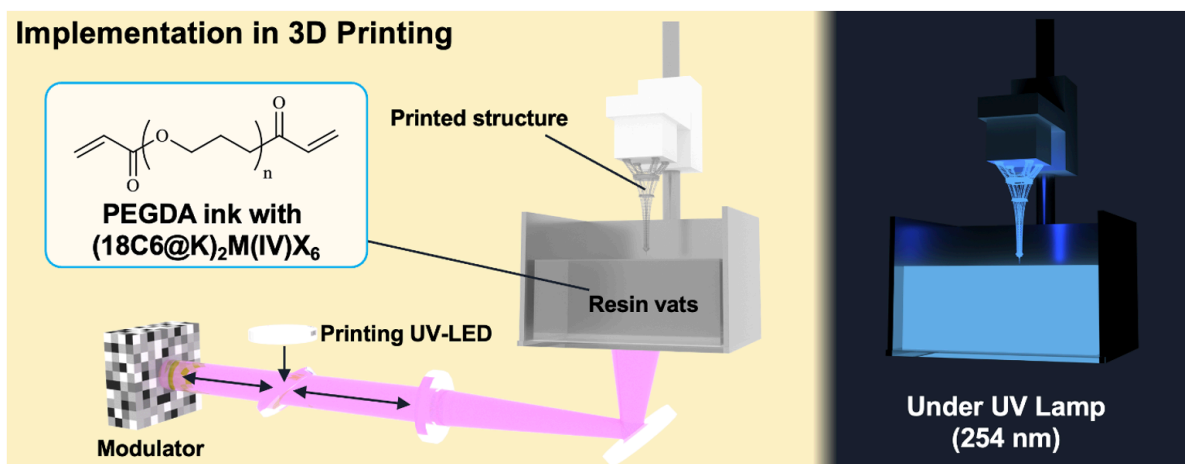 Implementation in 3D Printing
O
O
O
n
PEGDA ink with
(18C6@K)₂M(IV)X₆
Printed structure
Resin vats
Printing UV-LED
Modulator
Under UV Lamp
(254 nm)